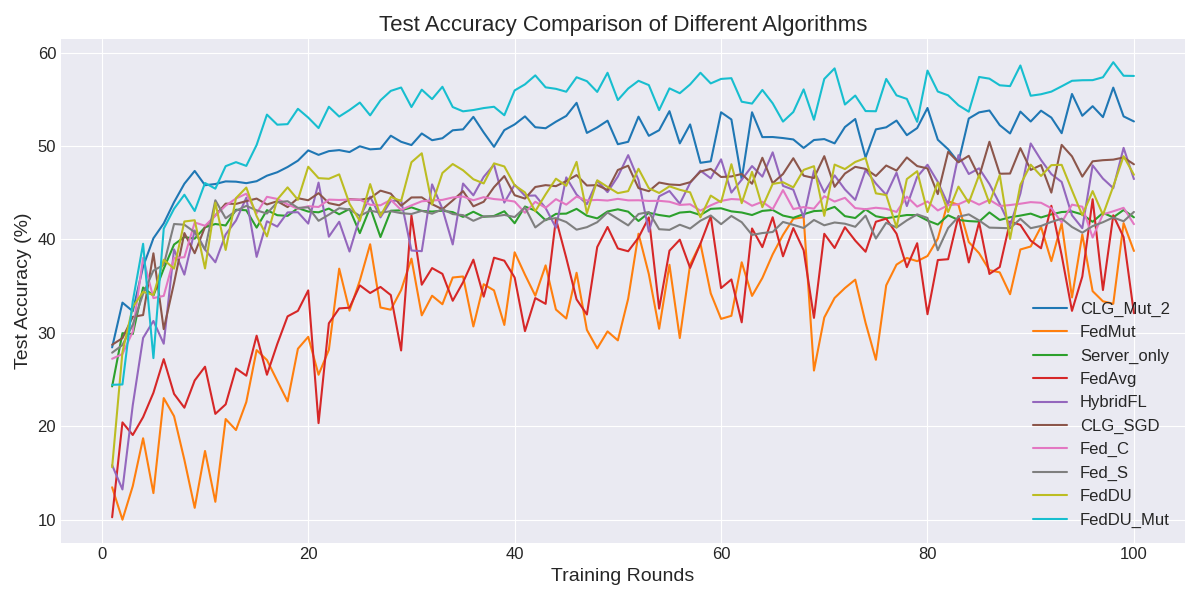 Test Accuracy Comparison of Different Algorithms
Test Accuracy (%)
60
50
40
30
20
10
0
20
40
60
80
100
Training Rounds
CLG_Mut_2
FedMut
Server_only
FedAvg
HybridFL
CLG_SGD
Fed_C
Fed_S
FedDU
FedDU_Mut